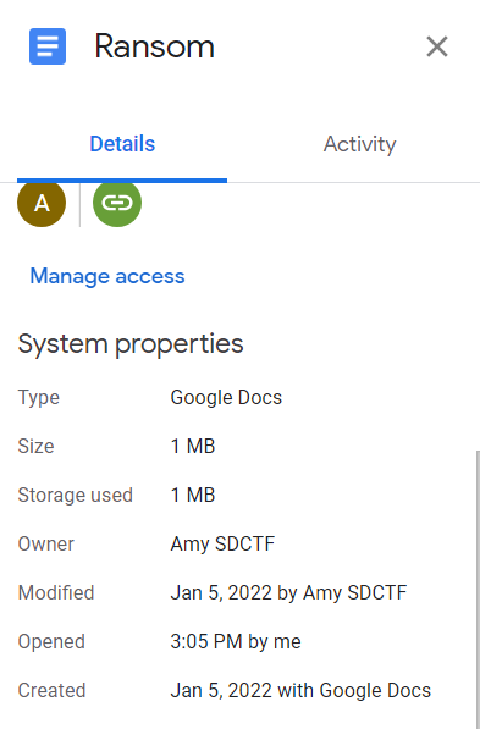 Ransom
Details Activity
A
Manage access
System properties
Type Google Docs
Size 1 MB
Storage used 1 MB
Owner Amy SDCTF
Modified Jan 5, 2022 by Amy SDCTF
Opened 3:05 PM by me
Created Jan 5, 2022 with Google Docs